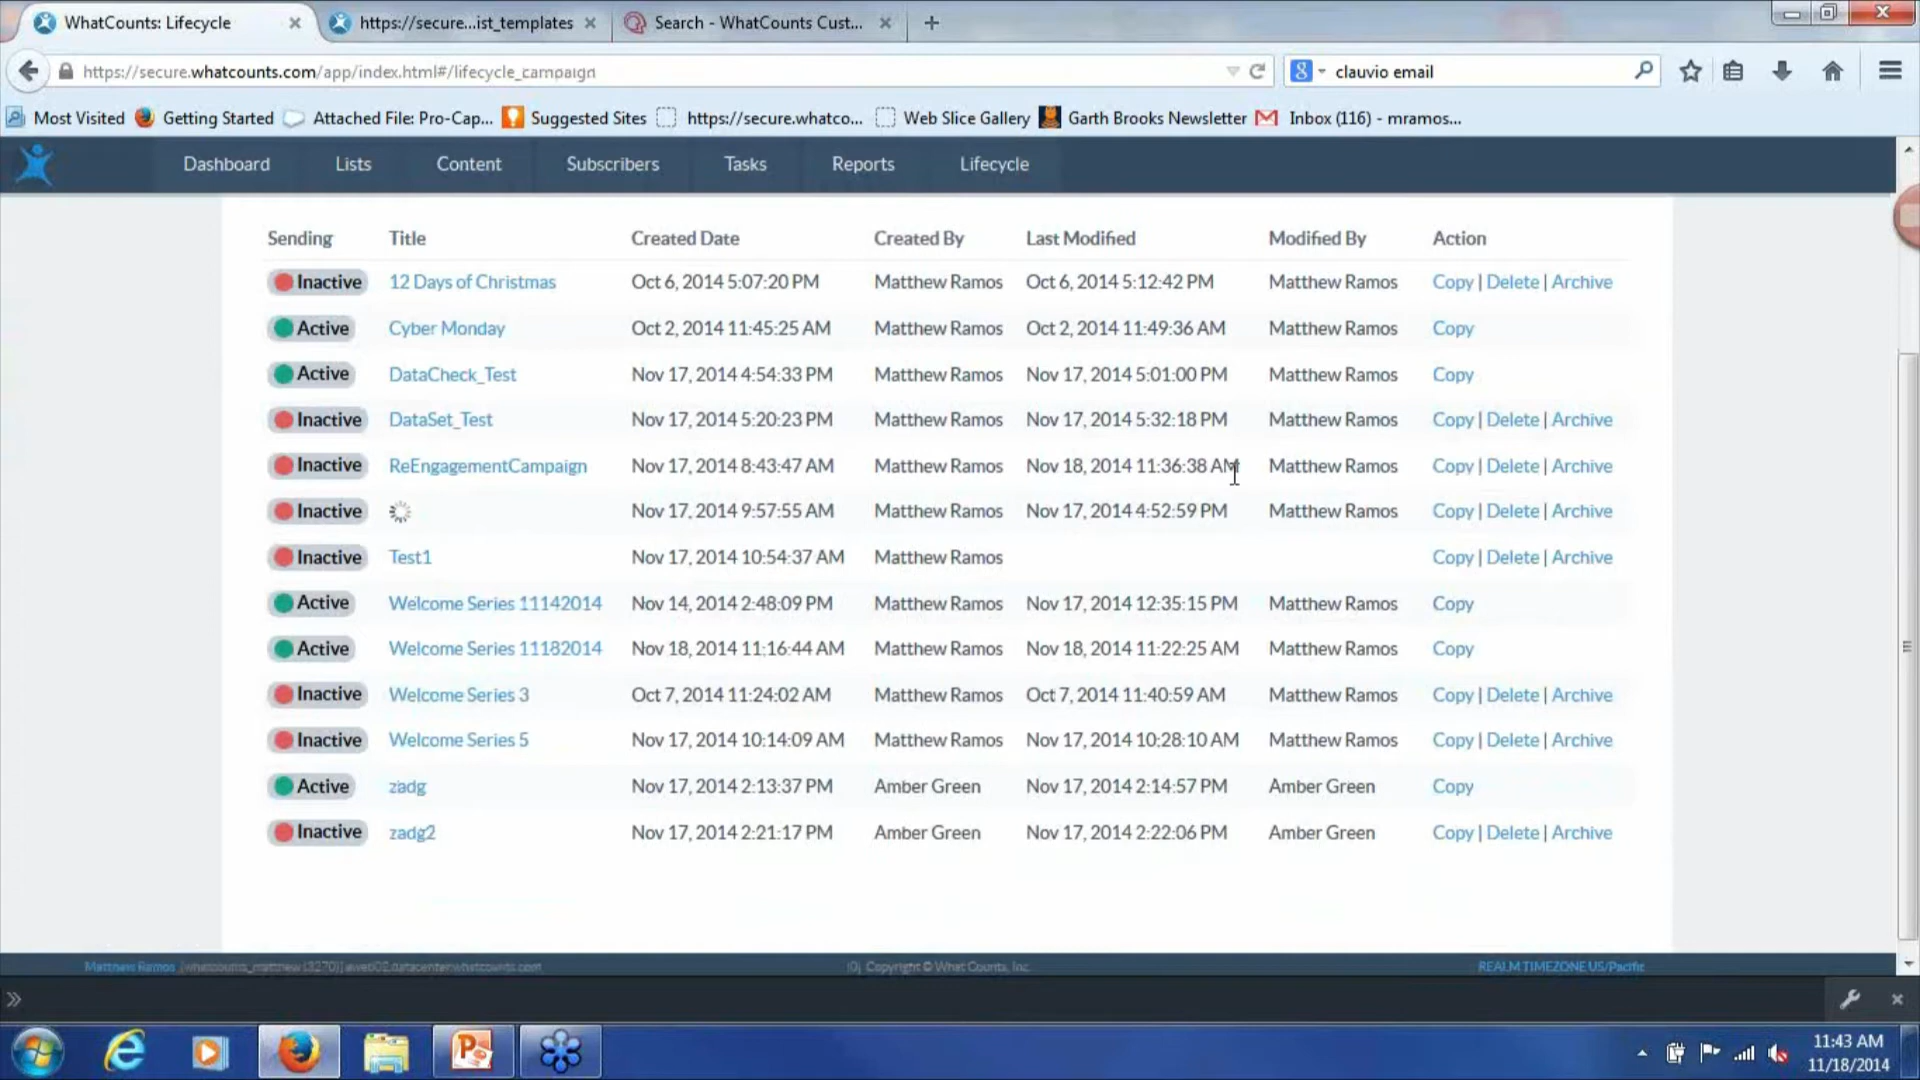 WhatCounts: Lifecycle
https://secure...ist_templates
Search - WhatCounts Cust...
https://secure.whatcounts.com/app/index.html#/lifecycle_campaign
clauvio email
Most Visited
Getting Started
Attached File: Pro-Cap...
Suggested Sites
https://secure.whatco...
Web Slice Gallery
Garth Brooks Newsletter
Inbox (116) - mramos...
Dashboard
Lists
Content
Subscribers
Tasks
Reports
Lifecycle
Sending Title Created Date Created By Last Modified Modified By Action
Inactive 12 Days of Christmas Oct 6, 2014 5:07:20 PM Matthew Ramos Oct 6, 2014 5:12:42 PM Matthew Ramos Copy | Delete | Archive
Active Cyber Monday Oct 2, 2014 11:45:25 AM Matthew Ramos Oct 2, 2014 11:49:36 AM Matthew Ramos Copy
Active DataCheck_Test Nov 17, 2014 4:54:33 PM Matthew Ramos Nov 17, 2014 5:01:00 PM Matthew Ramos Copy
Inactive DataSet_Test Nov 17, 2014 5:20:23 PM Matthew Ramos Nov 17, 2014 5:32:18 PM Matthew Ramos Copy | Delete | Archive
Inactive ReEngagementCampaign Nov 17, 2014 8:43:47 AM Matthew Ramos Nov 18, 2014 11:36:38 AM Matthew Ramos Copy | Delete | Archive
Inactive Nov 17, 2014 9:57:55 AM Matthew Ramos Nov 17, 2014 4:52:59 PM Matthew Ramos Copy | Delete | Archive
Inactive Test1 Nov 17, 2014 10:54:37 AM Matthew Ramos Copy | Delete | Archive
Active Welcome Series 11142014 Nov 14, 2014 2:48:09 PM Matthew Ramos Nov 17, 2014 12:35:15 PM Matthew Ramos Copy
Active Welcome Series 11182014 Nov 18, 2014 11:16:44 AM Matthew Ramos Nov 18, 2014 11:22:25 AM Matthew Ramos Copy
Inactive Welcome Series 3 Oct 7, 2014 11:24:02 AM Matthew Ramos Oct 7, 2014 11:40:59 AM Matthew Ramos Copy | Delete | Archive
Inactive Welcome Series 5 Nov 17, 2014 10:14:09 AM Matthew Ramos Nov 17, 2014 10:28:10 AM Matthew Ramos Copy | Delete | Archive
Active zadg Nov 17, 2014 2:13:37 PM Amber Green Nov 17, 2014 2:14:57 PM Amber Green Copy
Inactive zadg2 Nov 17, 2014 2:21:17 PM Amber Green Nov 17, 2014 2:22:06 PM Amber Green Copy | Delete | Archive
Matthew Ramos
Copyright © What Counts, Inc.
REALM TIMEZONE US/Pacific
11:43 AM
11/18/2014